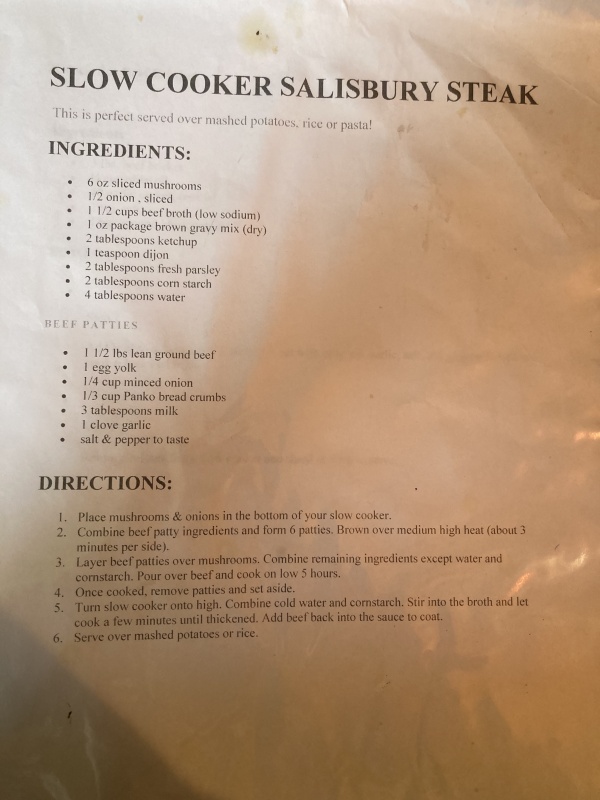 SLOW COOKER SALISBURY STEAK
This is perfect served over mashed potatoes, rice or pasta!
INGREDIENTS:
• 6 oz sliced mushrooms
• 1/2 onion , sliced
• 1 1/2 cups beef broth (low sodium)
• 1 oz package brown gravy mix (dry)
• 2 tablespoons ketchup
• 1 teaspoon dijon
• 2 tablespoons fresh parsley
• 2 tablespoons corn starch
• 4 tablespoons water
BEEF PATTIES
• 1 1/2 lbs lean ground beef
• 1 egg yolk
• 1/4 cup minced onion
• 1/3 cup Panko bread crumbs
• 3 tablespoons milk
• 1 clove garlic
• salt & pepper to taste
DIRECTIONS:
1. Place mushrooms & onions in the bottom of your slow cooker.
2. Combine beef patty ingredients and form 6 patties. Brown over medium high heat (about 3
minutes per side).
3. Layer beef patties over mushrooms. Combine remaining ingredients except water and
cornstarch. Pour over beef and cook on low 5 hours.
4. Once cooked, remove patties and set aside.
5. Turn slow cooker onto high. Combine cold water and cornstarch. Stir into the broth and let
cook a few minutes until thickened. Add beef back into the sauce to coat.
6. Serve over mashed potatoes or rice.